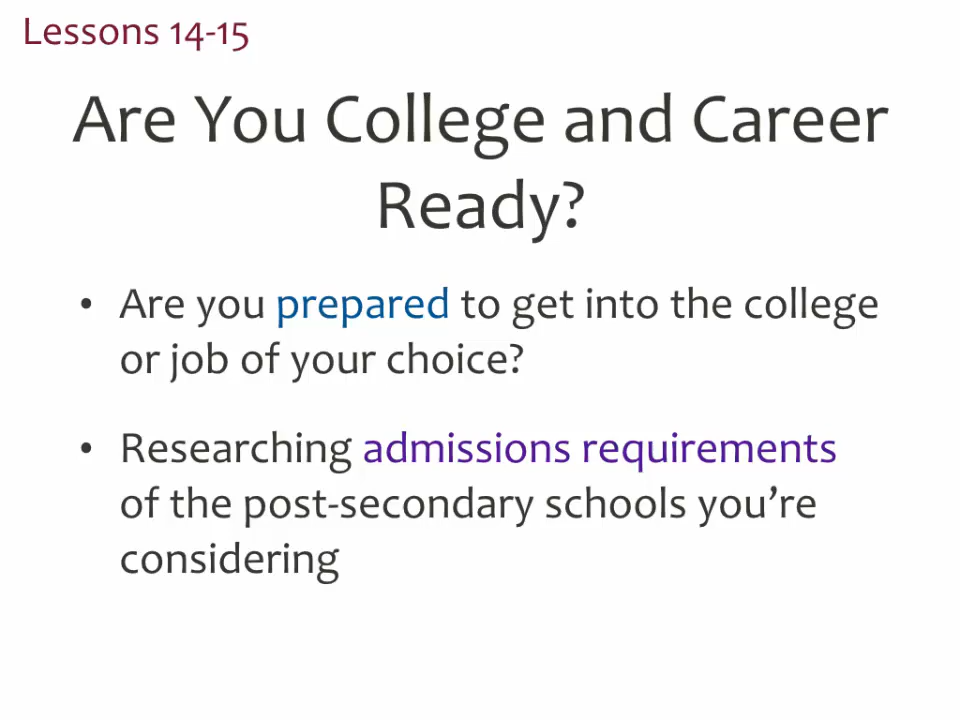 Lessons 14-15
Are You College and Career
Ready?
• Are you prepared to get into the college
or job of your choice?
• Researching admissions requirements
of the post-secondary schools you’re
considering